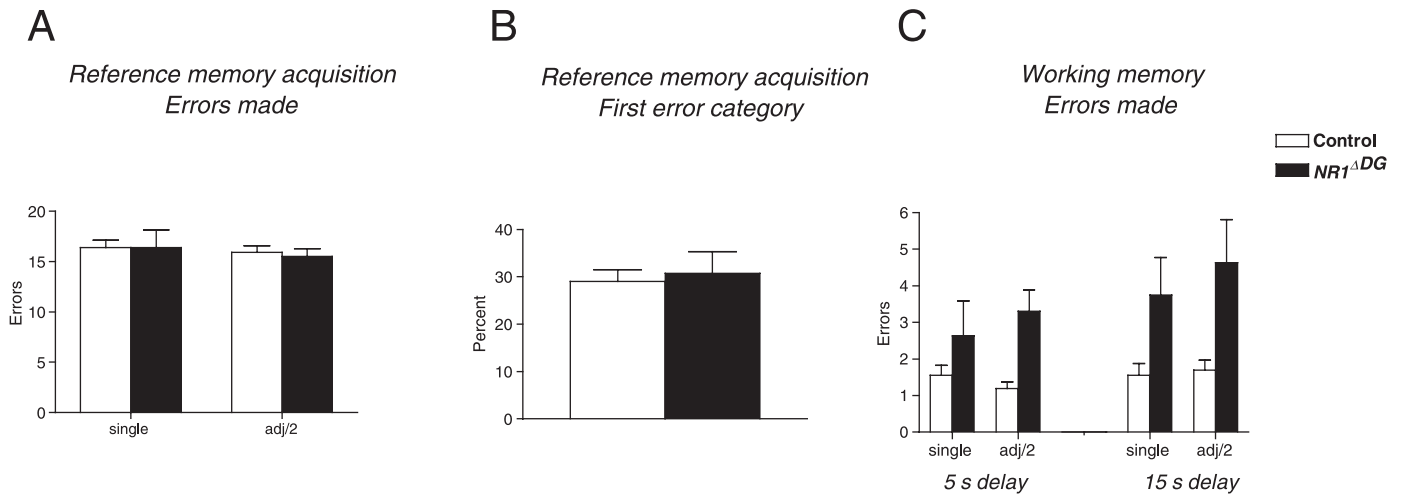 A
Reference memory acquisition
Errors made
Errors
20
15
10
5
0
single
adj/2
B
Reference memory acquisition
First error category
Percent
40
30
20
10
0
C
Working memory
Errors made
Control
NR1ΔDG
Errors
6
5
4
3
2
1
0
single
adj/2
single
adj/2
5 s delay
15 s delay